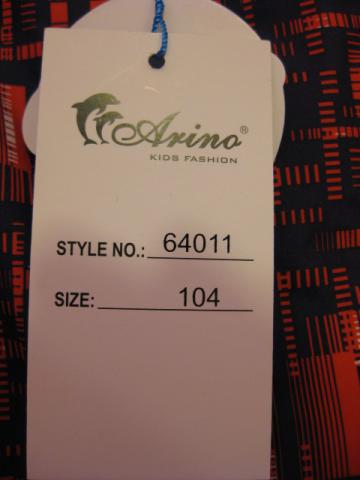 Arino®
KIDS FASHION
STYLE NO.: 64011
SIZE: 104